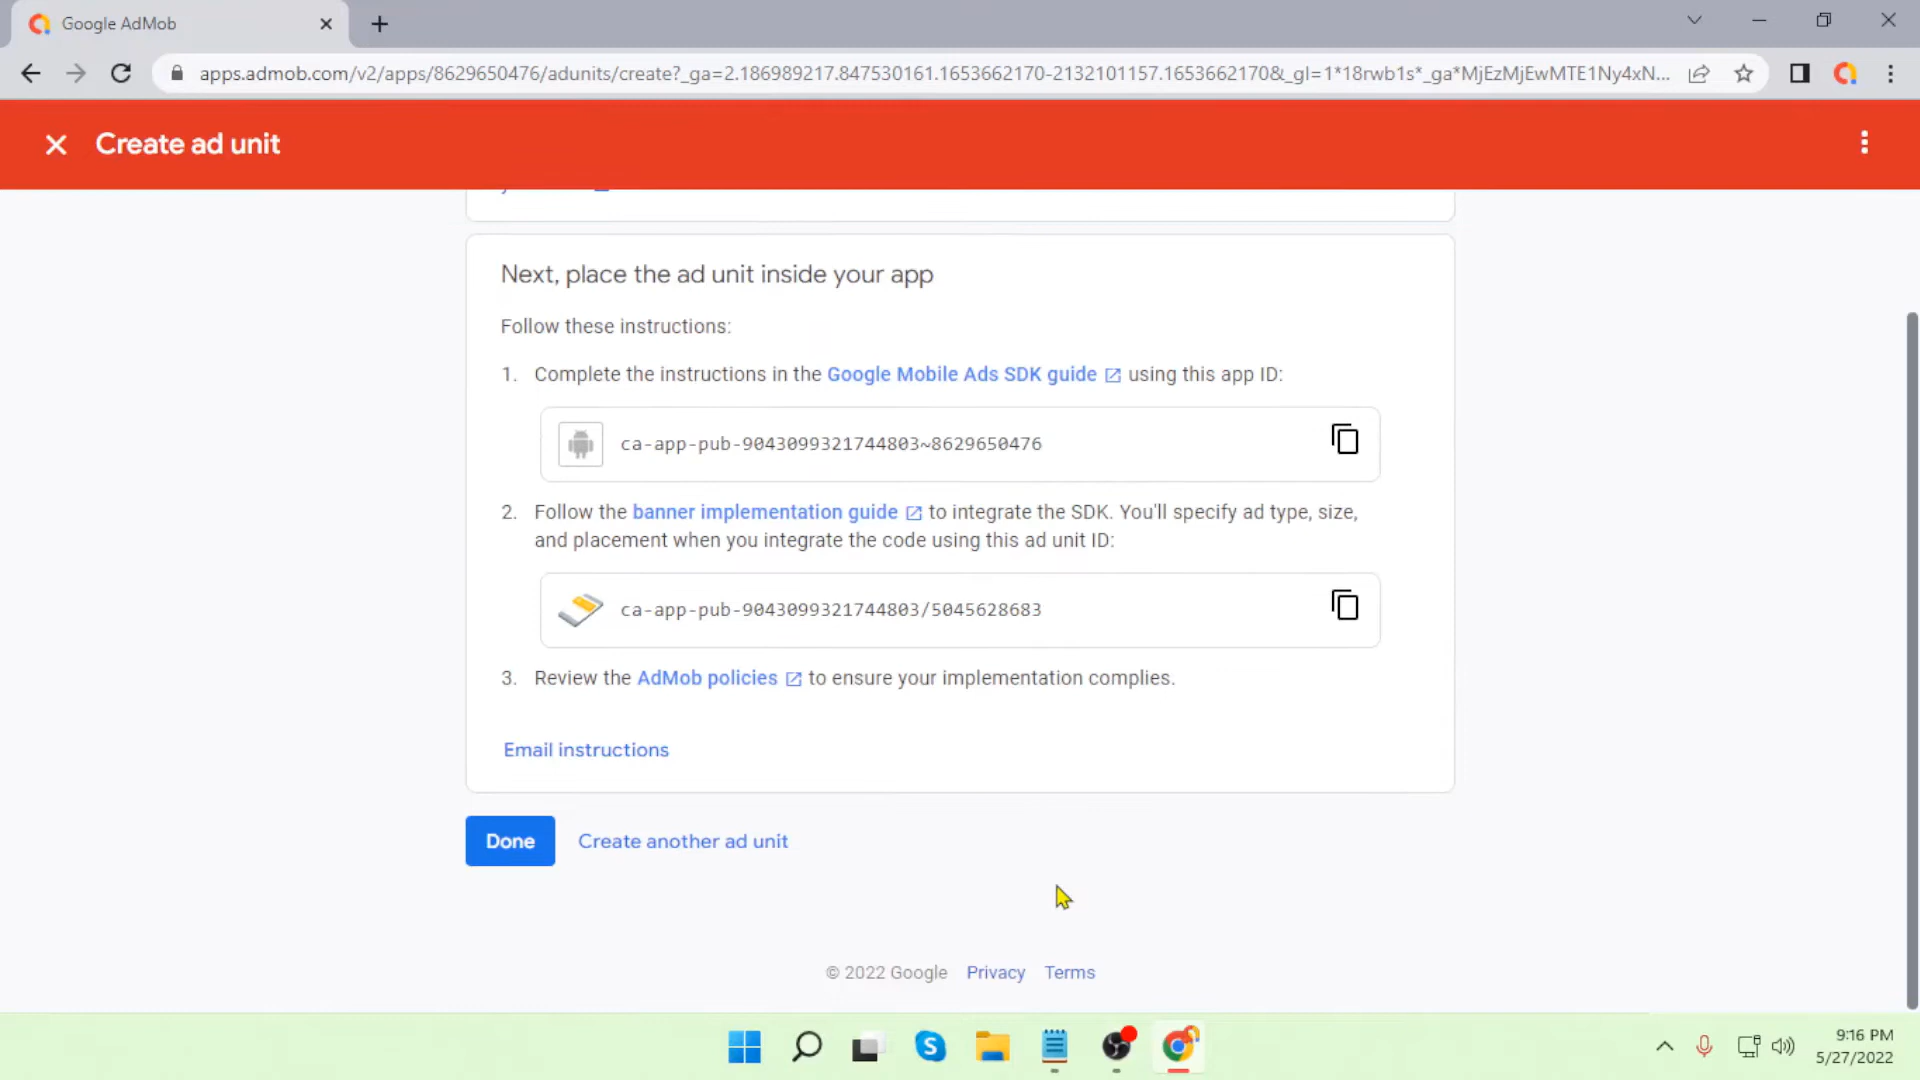 Google AdMob
apps.admob.com/v2/apps/8629650476/adunits/create?_ga=2.186989217.847530161.1653662170-2132101157.1653662170&_gl=1*18rwb1s*_ga*MjEzMjEwMTE1Ny4xN...
Create ad unit
Next, place the ad unit inside your app
Follow these instructions:
1. Complete the instructions in the Google Mobile Ads SDK guide using this app ID:
ca-app-pub-9043099321744803~8629650476
2. Follow the banner implementation guide to integrate the SDK. You'll specify ad type, size,
and placement when you integrate the code using this ad unit ID:
ca-app-pub-9043099321744803/5045628683
3. Review the AdMob policies to ensure your implementation complies.
Email instructions
Done Create another ad unit
© 2022 Google Privacy Terms
9:16 PM
5/27/2022